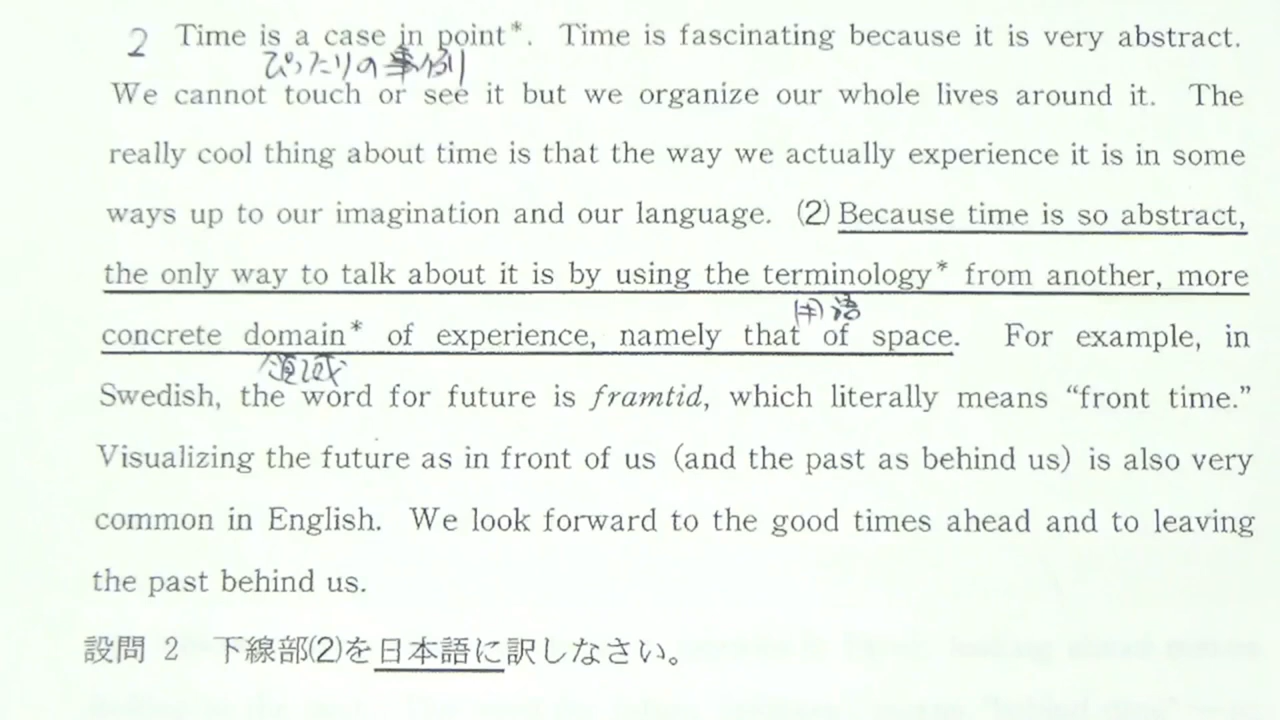 2 Time is a case in point*. Time is fascinating because it is very abstract.
ぴったりの事例
We cannot touch or see it but we organize our whole lives around it. The
really cool thing about time is that the way we actually experience it is in some
ways up to our imagination and our language. (2) Because time is so abstract,
the only way to talk about it is by using the terminology* from another, more
用語
concrete domain* of experience, namely that of space. For example, in
領域
Swedish, the word for future is framtid, which literally means “front time.”
Visualizing the future as in front of us (and the past as behind us) is also very
common in English. We look forward to the good times ahead and to leaving
the past behind us.
設問 2 下線部(2)を日本語に訳しなさい。